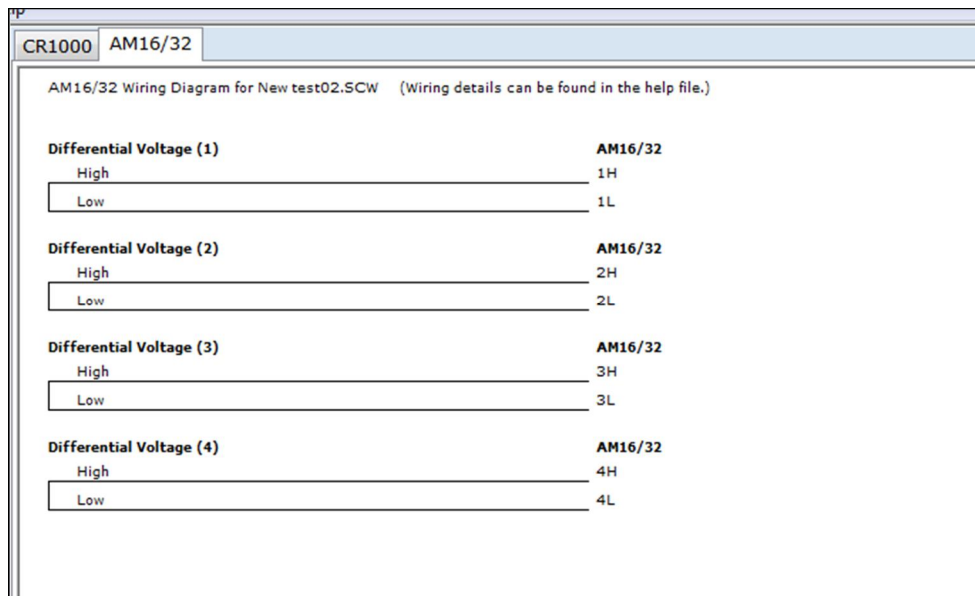 CR1000 AM16/32
AM16/32 Wiring Diagram for New test02.SCW (Wiring details can be found in the help file.)
Differential Voltage (1) AM16/32
High 1H
Low 1L
Differential Voltage (2) AM16/32
High 2H
Low 2L
Differential Voltage (3) AM16/32
High 3H
Low 3L
Differential Voltage (4) AM16/32
High 4H
Low 4L